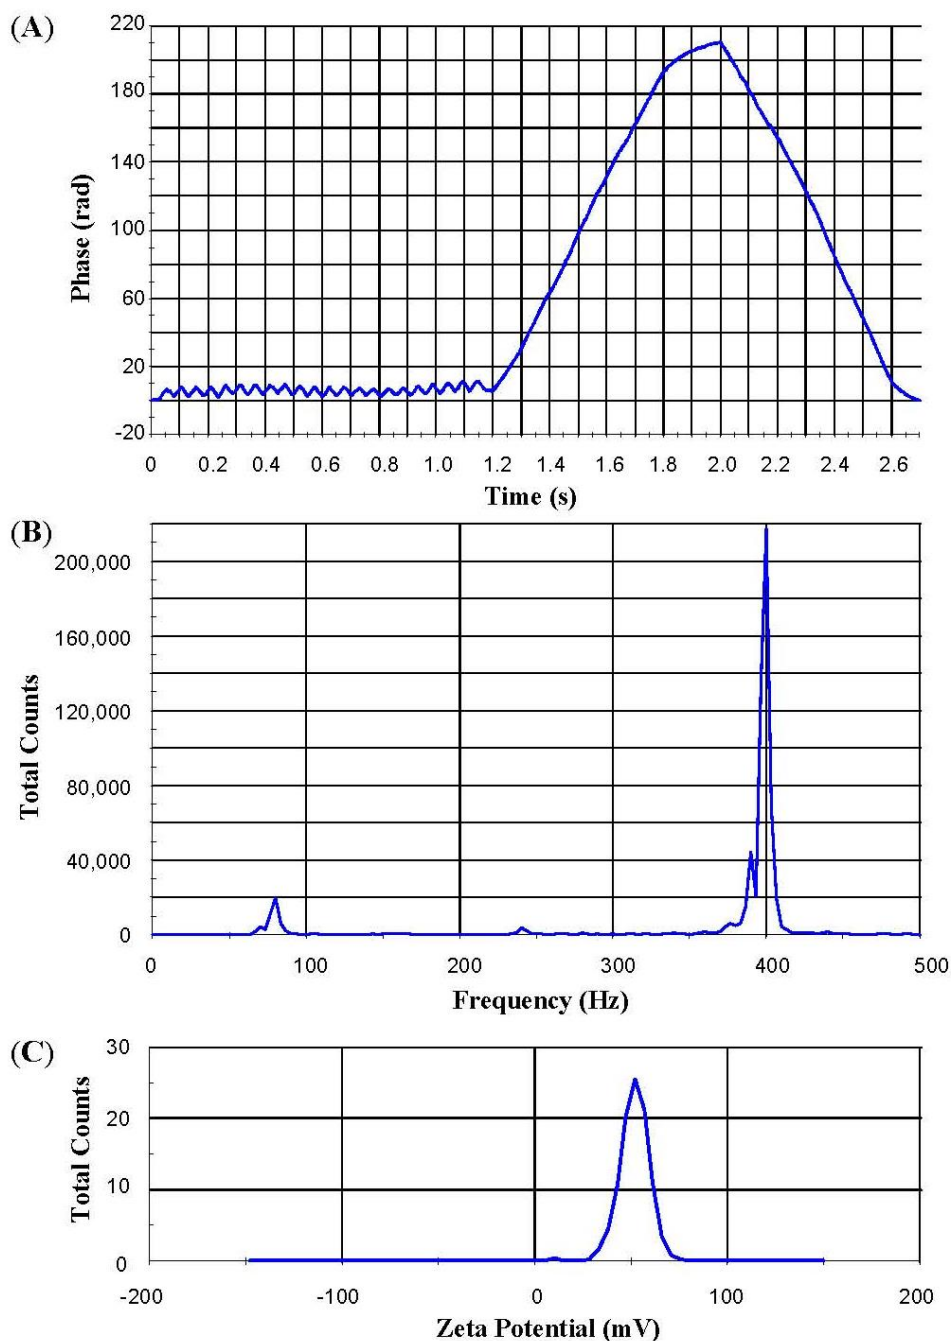 (A)
220
180
140
100
60
20
-20
Phase (rad)
0 0.2 0.4 0.6 0.8 1.0 1.2 1.4 1.6 1.8 2.0 2.2 2.4 2.6
Time (s)
(B)
200,000
160,000
120,000
80,000
40,000
0
Total Counts
0 100 200 300 400 500
Frequency (Hz)
(C)
30
20
10
0
Total Counts
-200 -100 0 100 200
Zeta Potential (mV)